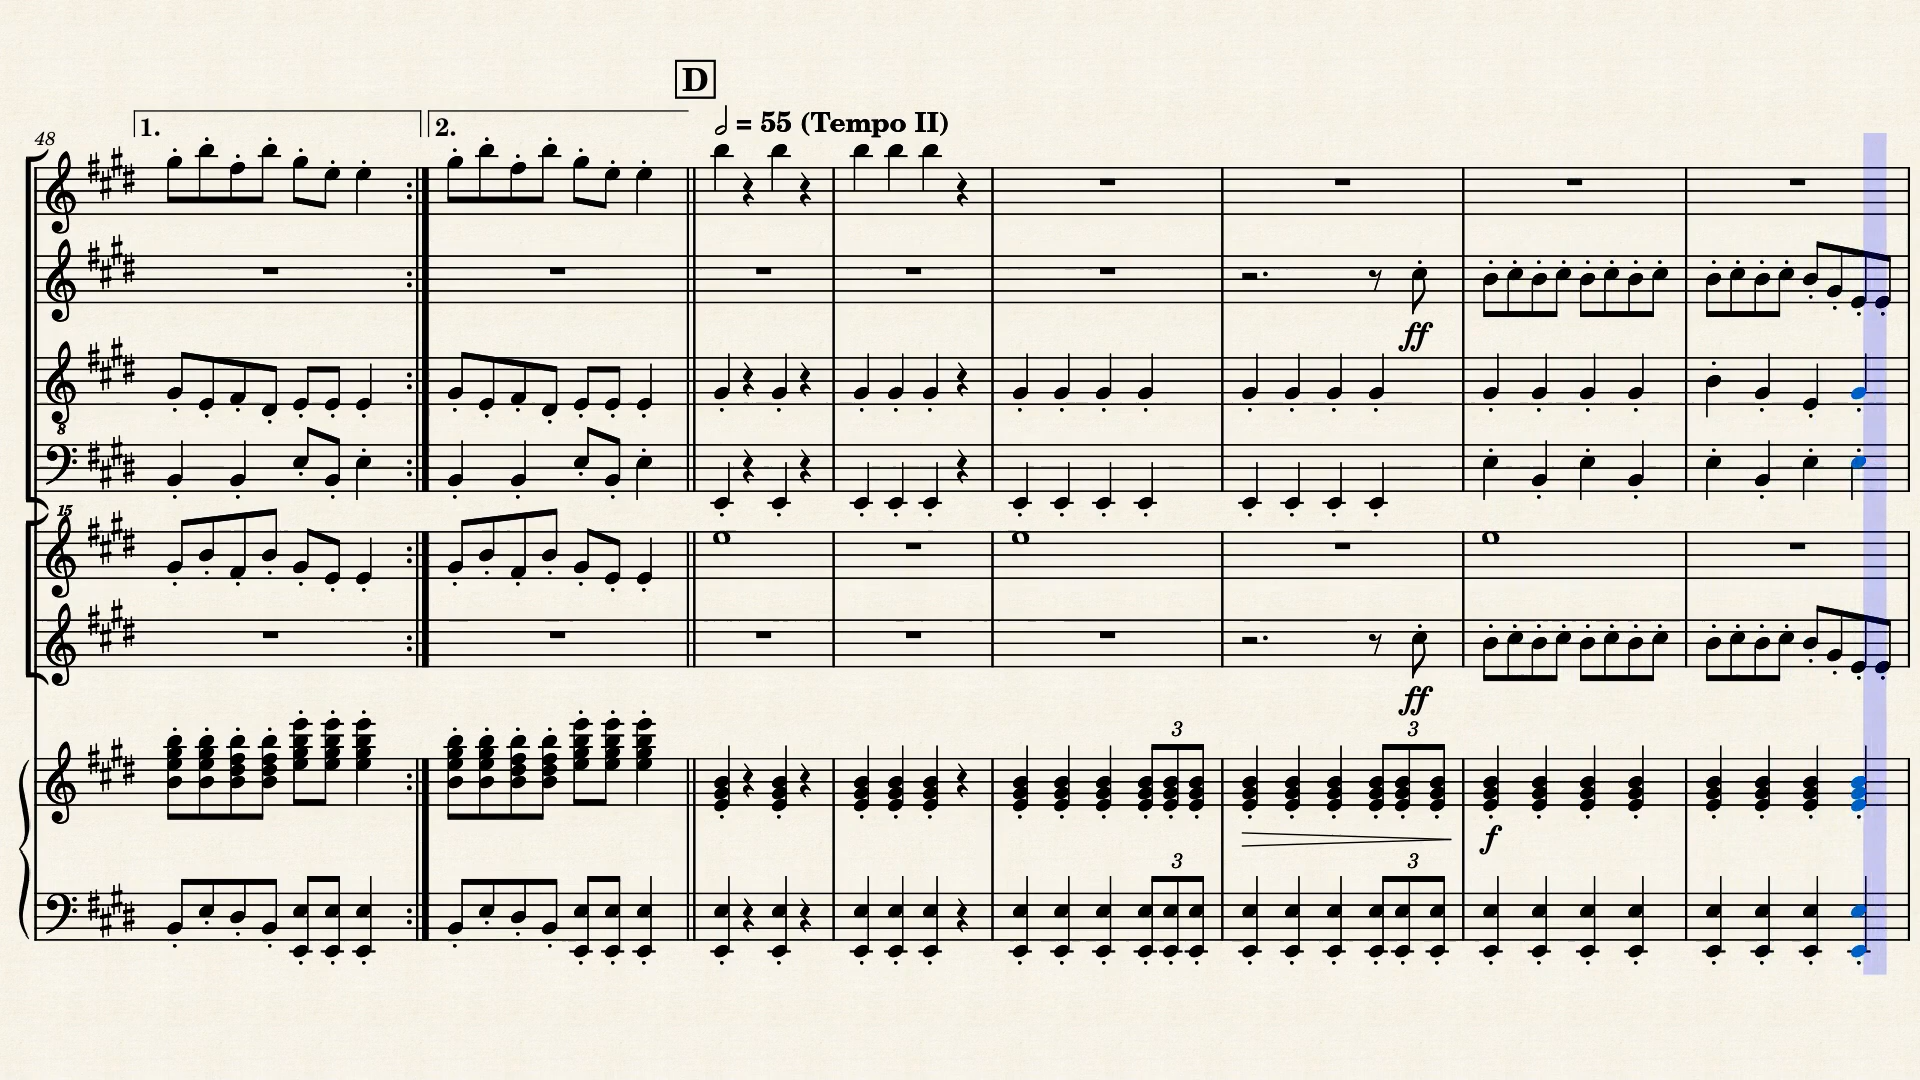 D
1. 2. 𝅗𝅥 = 55 (Tempo II)
48
ff
8
15
ff
3 3
f
3 3